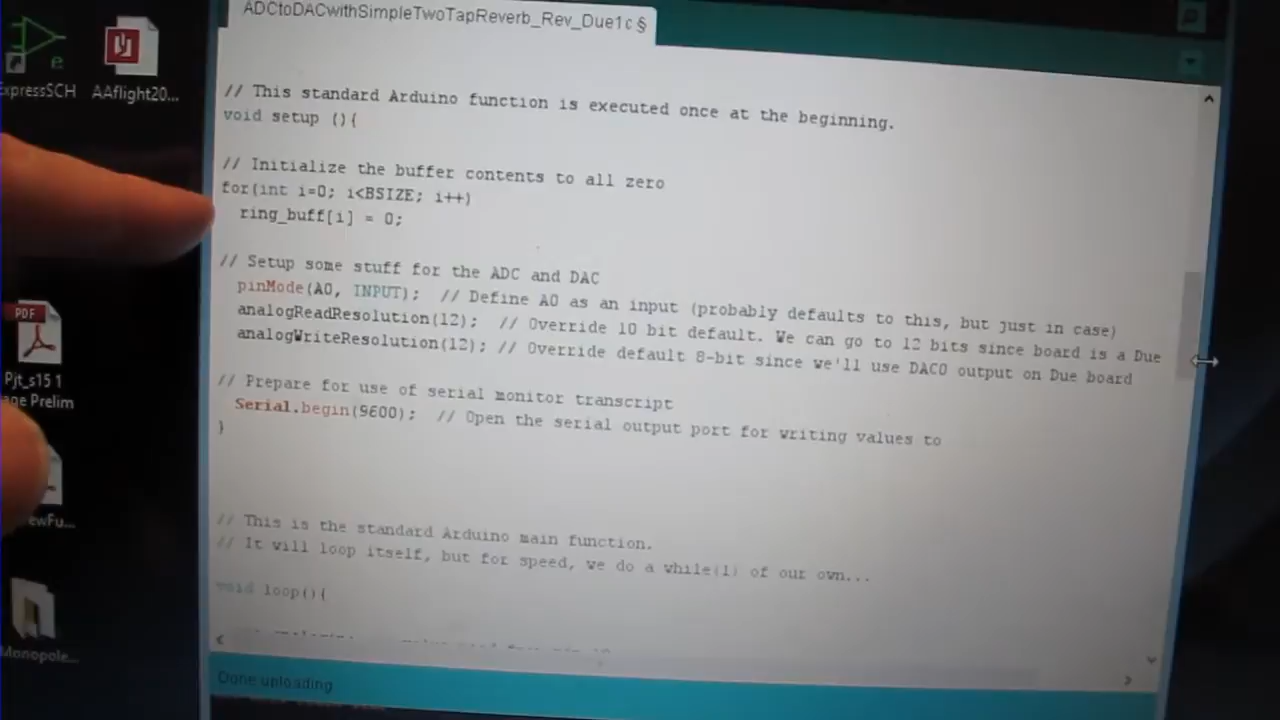 ADCtoDACwithSimpleTwoTapReverb_Rev_Due1c §
ExpressSCH
AAflight20...
// This standard Arduino function is executed once at the beginning.
void setup (){
// Initialize the buffer contents to all zero
for(int i=0; i<BSIZE; i++)
ring_buff[i] = 0;
// Setup some stuff for the ADC and DAC
pinMode(A0, INPUT);  // Define A0 as an input (probably defaults to this, but just in case)
analogReadResolution(12);  // Override 10 bit default. We can go to 12 bits since board is a Due
analogWriteResolution(12); // Override default 8-bit since we'll use DAC0 output on Due board
PDF
Pjt_s15 1
age Prelim
// Prepare for use of serial monitor transcript
Serial.begin(9600);  // Open the serial output port for writing values to
}
ewFu...
// This is the standard Arduino main function.
// It will loop itself, but for speed, we do a while(1) of our own...
void loop(){
Monopole...
Done uploading